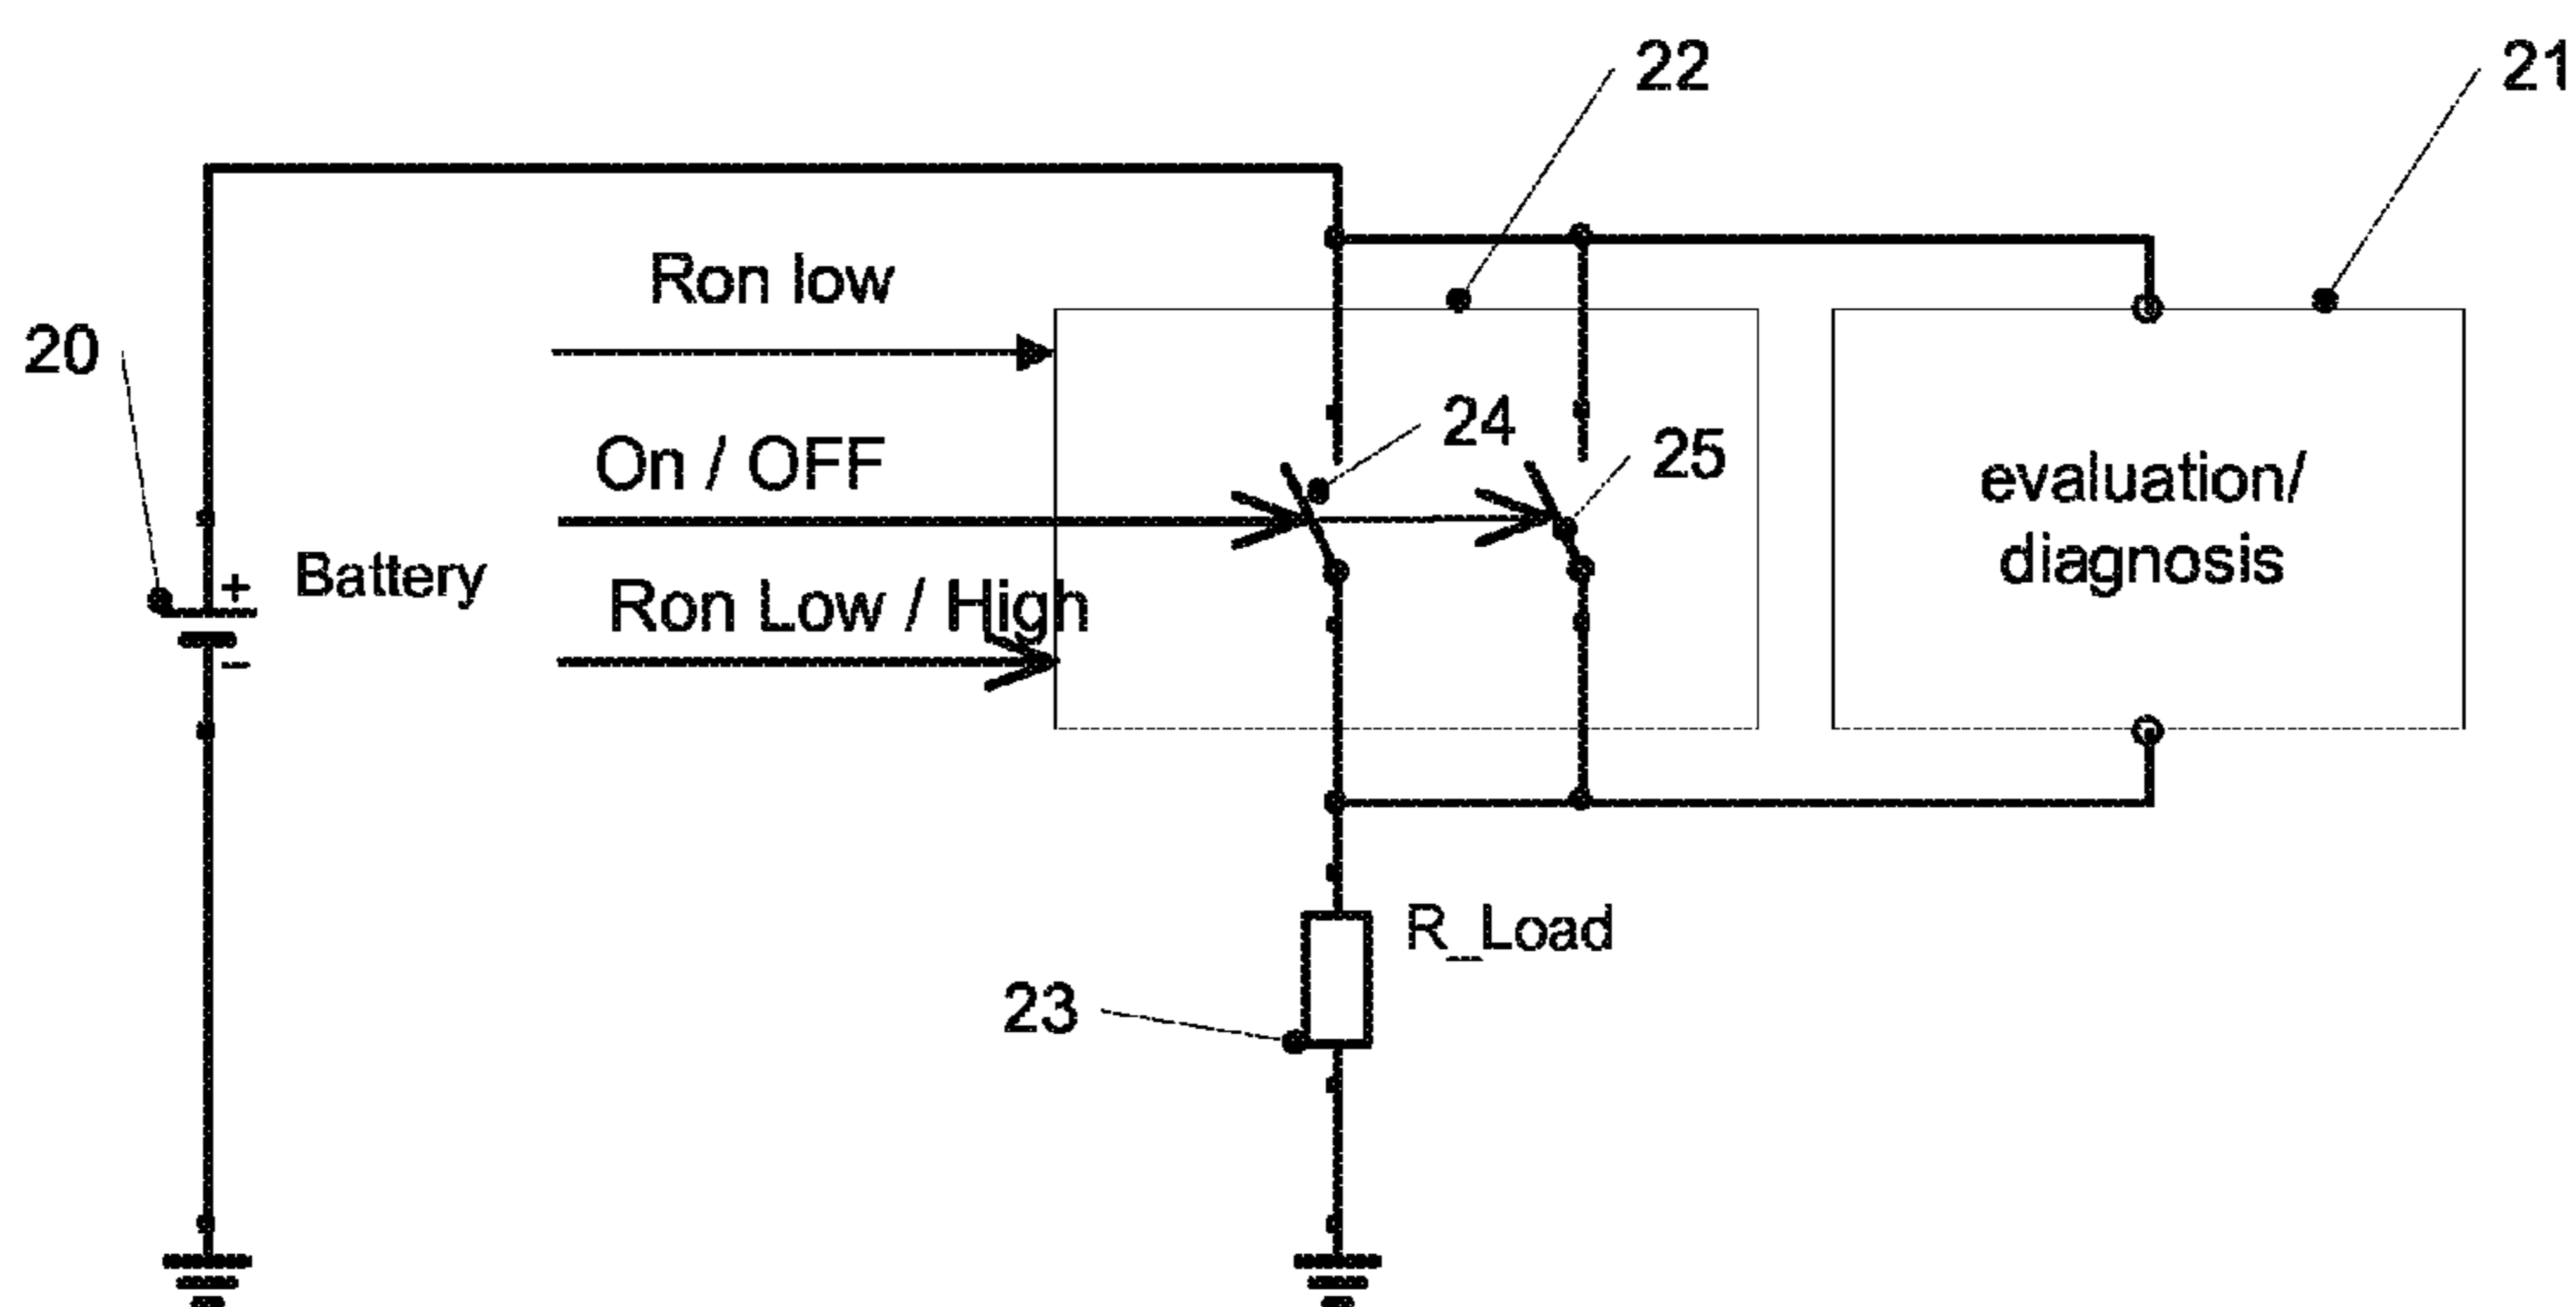 22
21
Ron low
20
24
On / OFF
25
evaluation/
diagnosis
+
Battery
Ron Low / High
–
R_Load
23